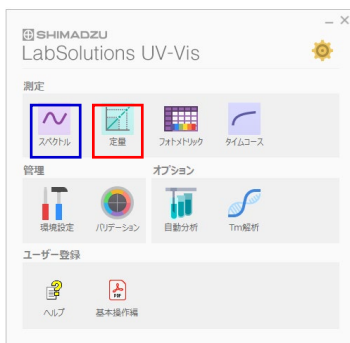 SHIMADZU
LabSolutions UV-Vis
測定
スペクトル 定量 フォトメトリック タイムコース
管理 オプション
環境設定 バリデーション 自動分析 Tm解析
ユーザー登録
PDF
ヘルプ 基本操作編